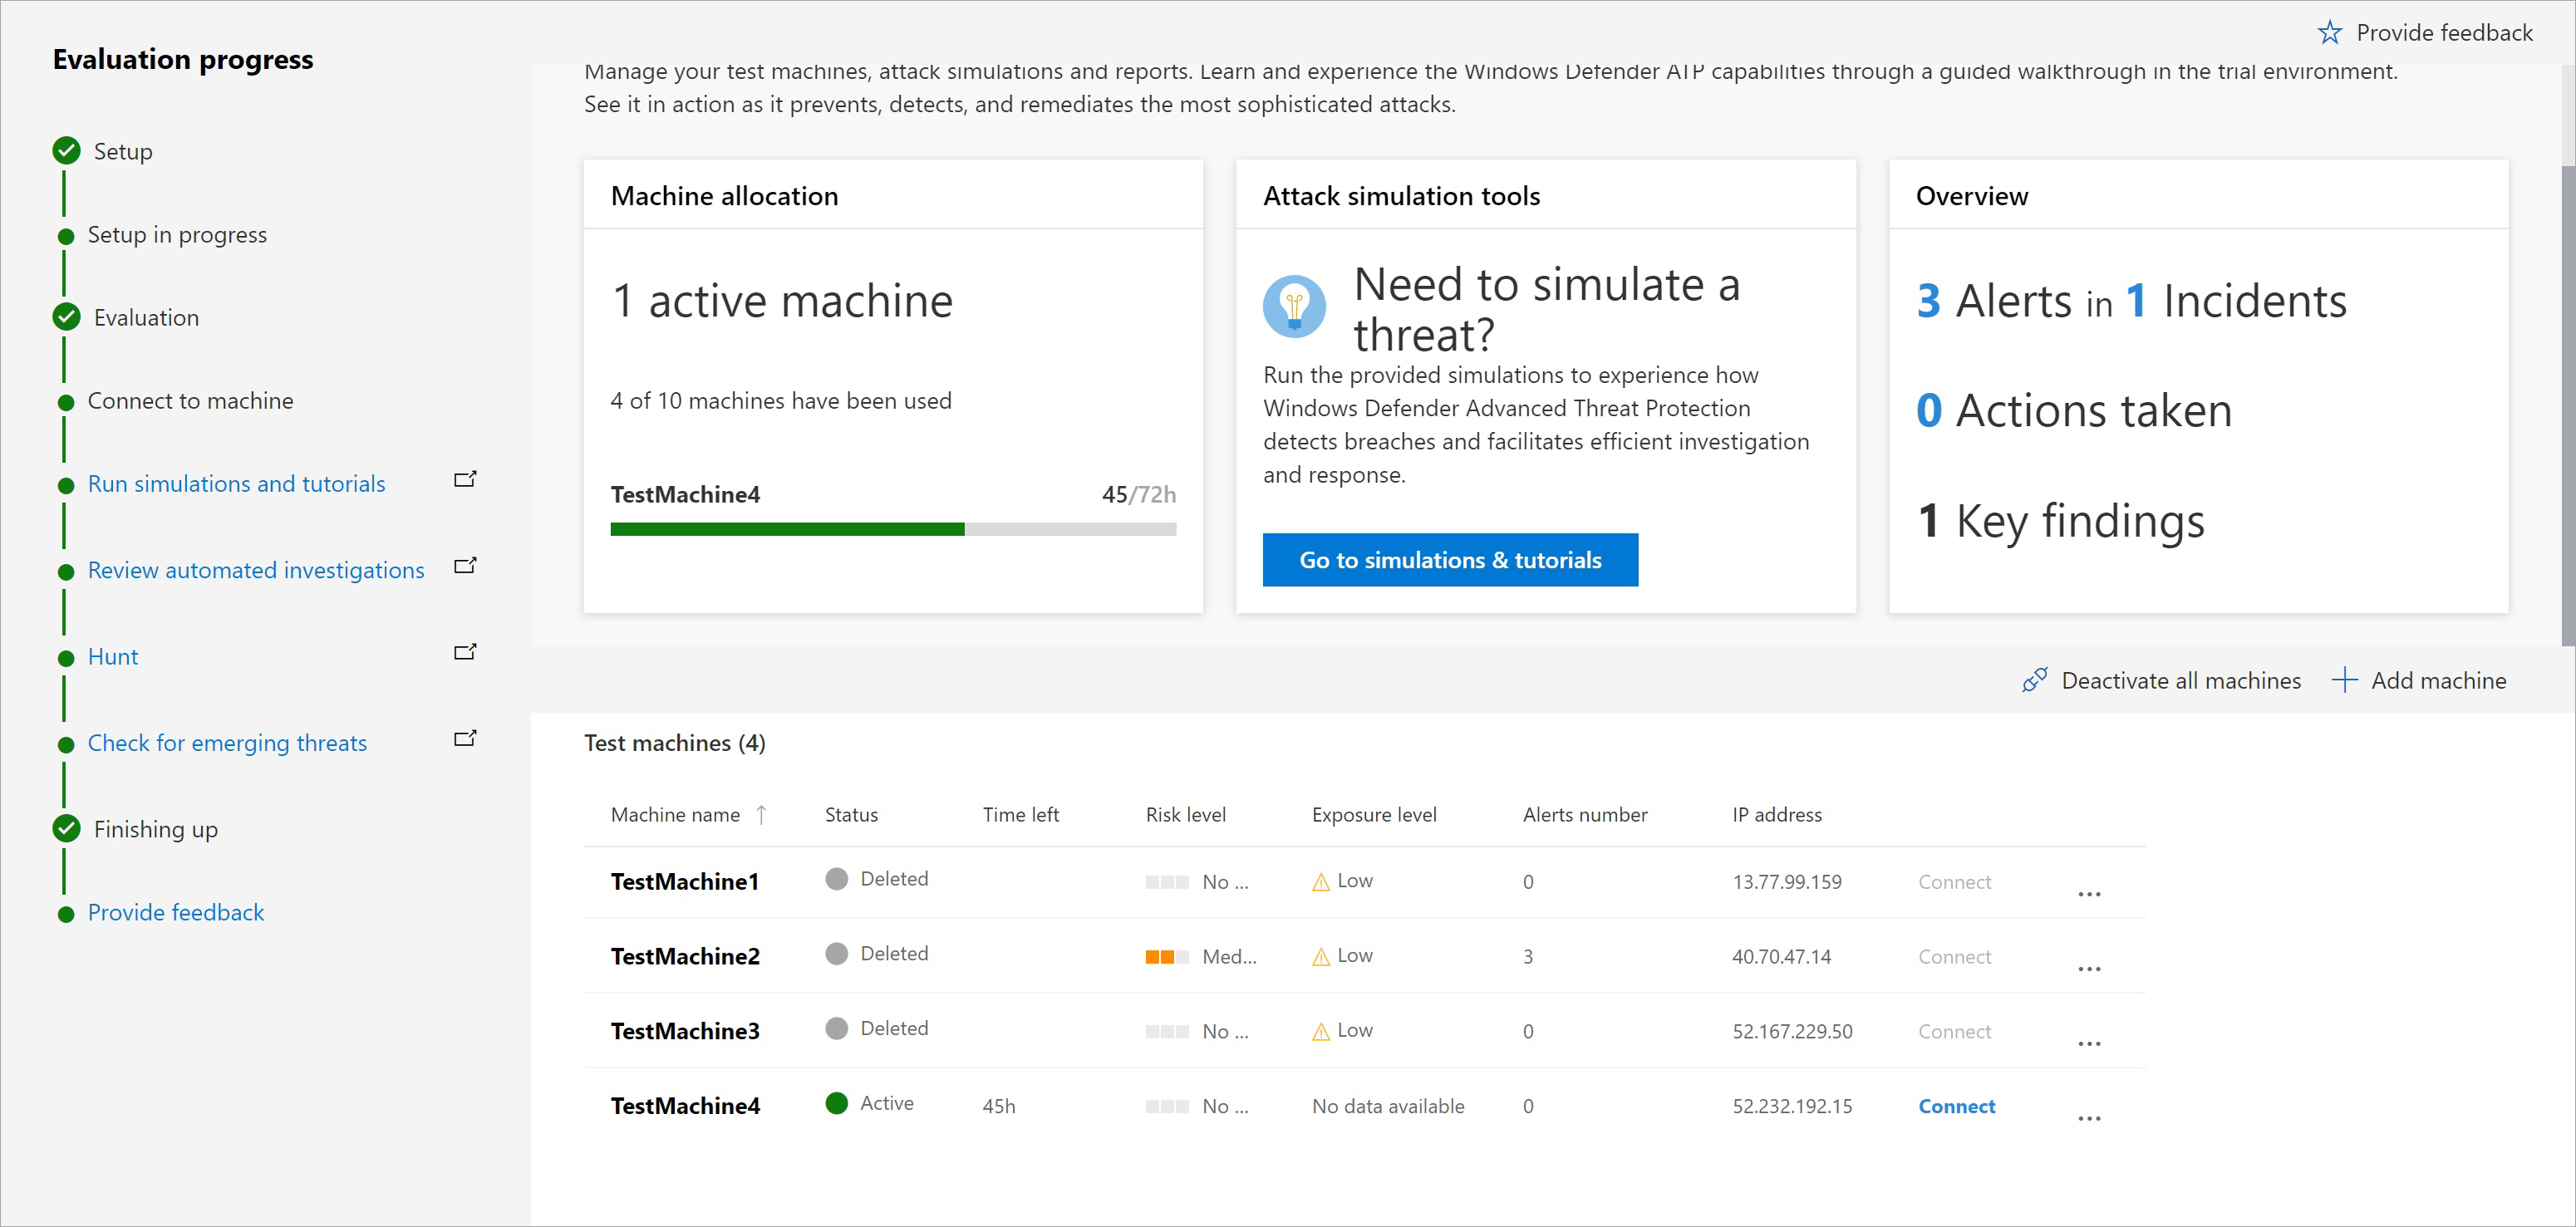 Evaluation progress
Setup
Setup in progress
Evaluation
Connect to machine
Run simulations and tutorials
Review automated investigations
Hunt
Check for emerging threats
Finishing up
Provide feedback
Provide feedback
Manage your test machines, attack simulations and reports. Learn and experience the Windows Defender ATP capabilities through a guided walkthrough in the trial environment.
See it in action as it prevents, detects, and remediates the most sophisticated attacks.
Machine allocation
1 active machine
4 of 10 machines have been used
TestMachine4 45/72h
Attack simulation tools
Need to simulate a
threat?
Run the provided simulations to experience how
Windows Defender Advanced Threat Protection
detects breaches and facilitates efficient investigation
and response.
Go to simulations & tutorials
Overview
3 Alerts in 1 Incidents
0 Actions taken
1 Key findings
Deactivate all machines Add machine
Test machines (4)
Machine name ↑ Status Time left Risk level Exposure level Alerts number IP address
TestMachine1 Deleted No ... Low 0 13.77.99.159 Connect ...
TestMachine2 Deleted Med... Low 3 40.70.47.14 Connect ...
TestMachine3 Deleted No ... Low 0 52.167.229.50 Connect ...
TestMachine4 Active 45h No ... No data available 0 52.232.192.15 Connect ...